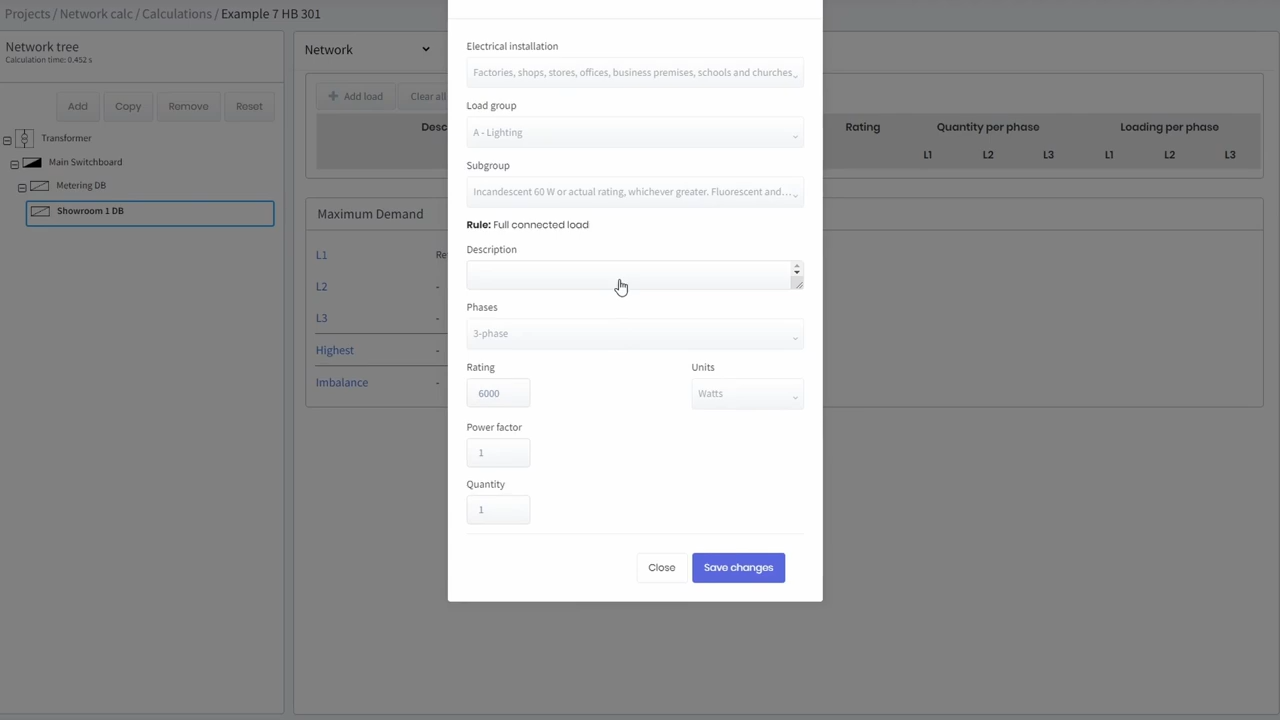 Projects / Network calc / Calculations / Example 7 HB 301
Network tree
Calculation time: 0,452 s
Add
Copy
Remove
Reset
Transformer
Main Switchboard
Metering DB
Showroom 1 DB
Network
+ Add load
Clear all
Rating
Quantity per phase
Loading per phase
L1
L2
L3
L1
L2
L3
Maximum Demand
L1
L2
-
L3
-
Highest
-
Imbalance
-
Electrical installation
Factories, shops, stores, offices, business premises, schools and churches
Load group
A - Lighting
Subgroup
Incandescent 60 W or actual rating, whichever greater. Fluorescent and...
Rule: Full connected load
Description
Phases
3-phase
Rating
Units
6000
Watts
Power factor
1
Quantity
1
Close
Save changes